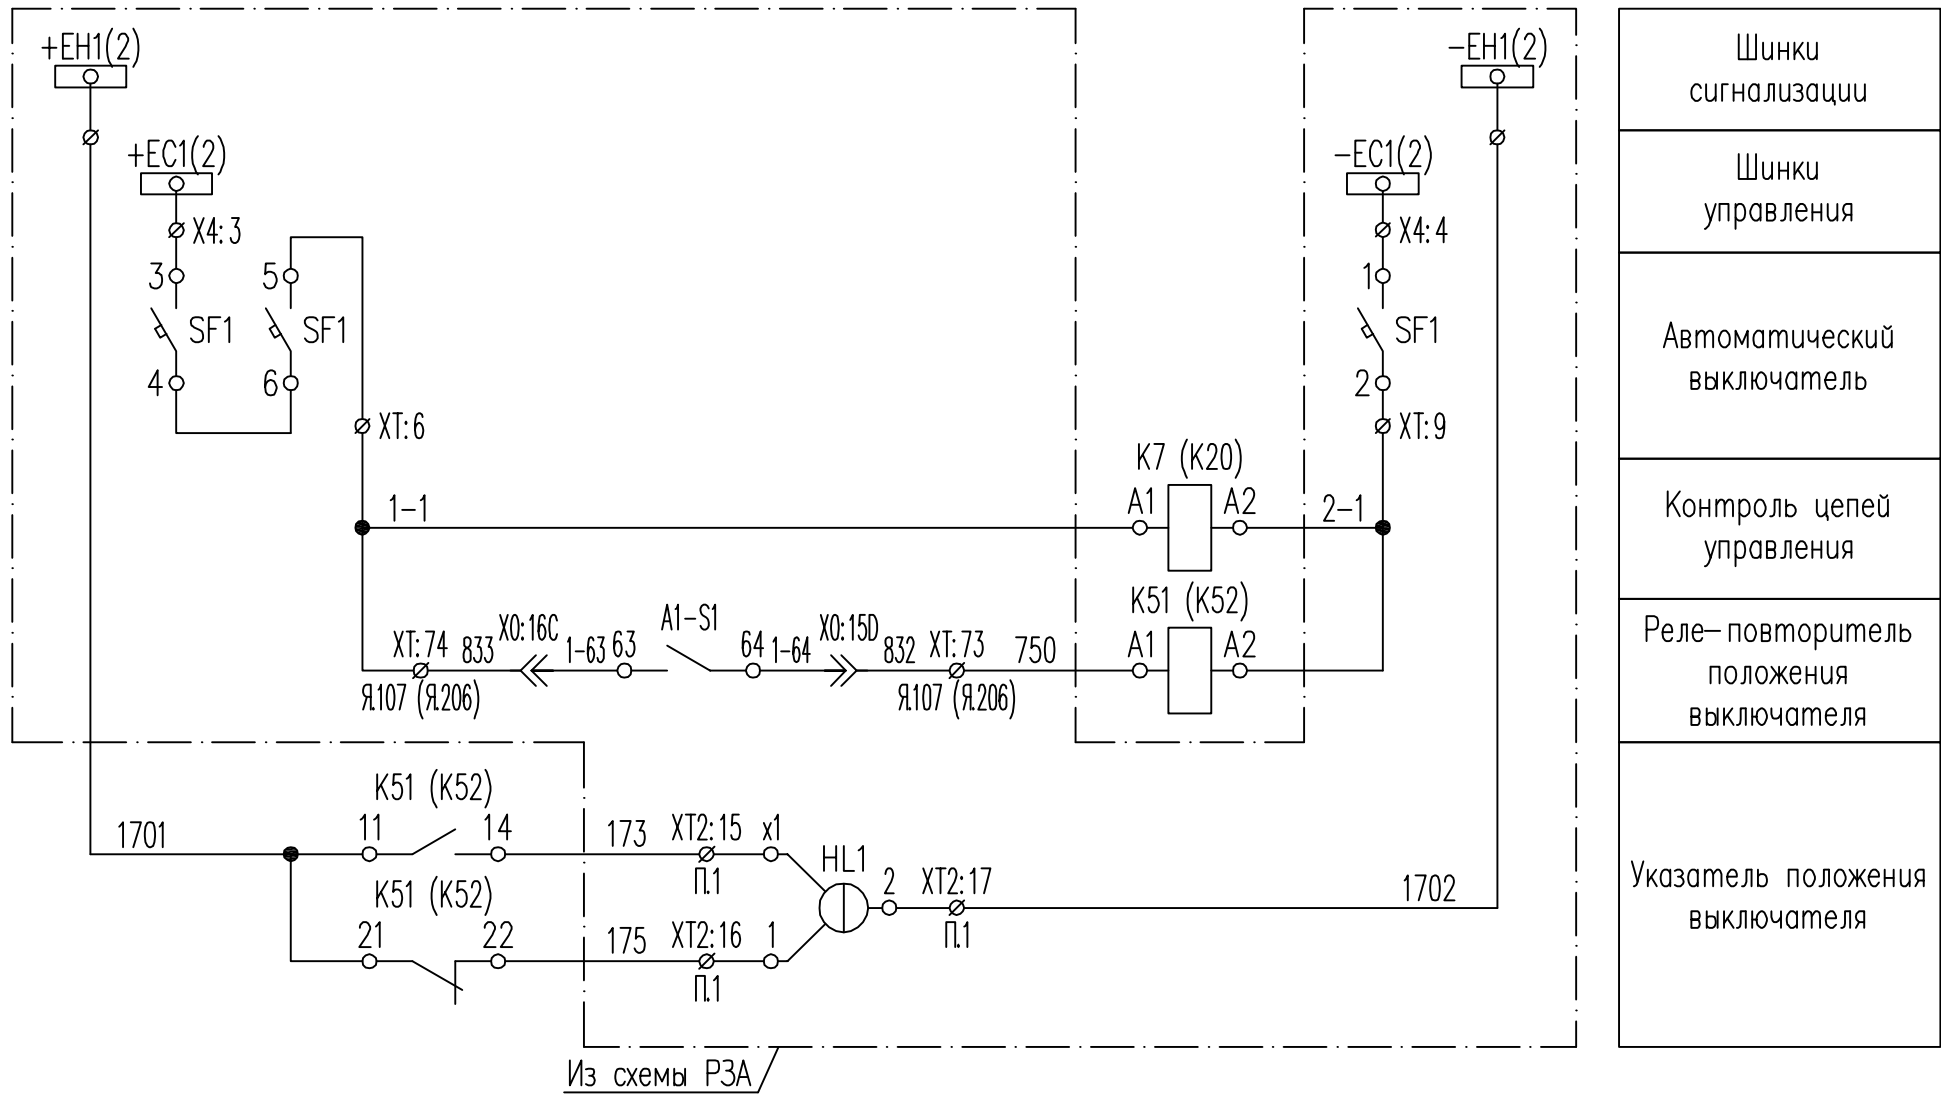 +EH1(2)
−EH1(2)
Шинки
сигнализации
+EC1(2)
−EC1(2)
Шинки
управления
X4:3
X4:4
3
5
1
SF1
SF1
SF1
Автоматический
выключатель
4
6
2
XT:6
XT:9
K7 (K20)
1−1
A1
A2
2−1
Контроль цепей
управления
K51 (K52)
XT:74
833
X0:16C
1−63
63
A1−S1
64
1−64
X0:15D
832
XT:73
750
A1
A2
Я.107 (Я.206)
Я.107 (Я.206)
Реле−повторитель
положения
выключателя
K51 (K52)
1701
11
14
173
XT2:15
x1
П.1
HL1
K51 (K52)
21
22
175
XT2:16
1
П.1
2
XT2:17
П.1
1702
Указатель положения
выключателя
Из схемы РЗА